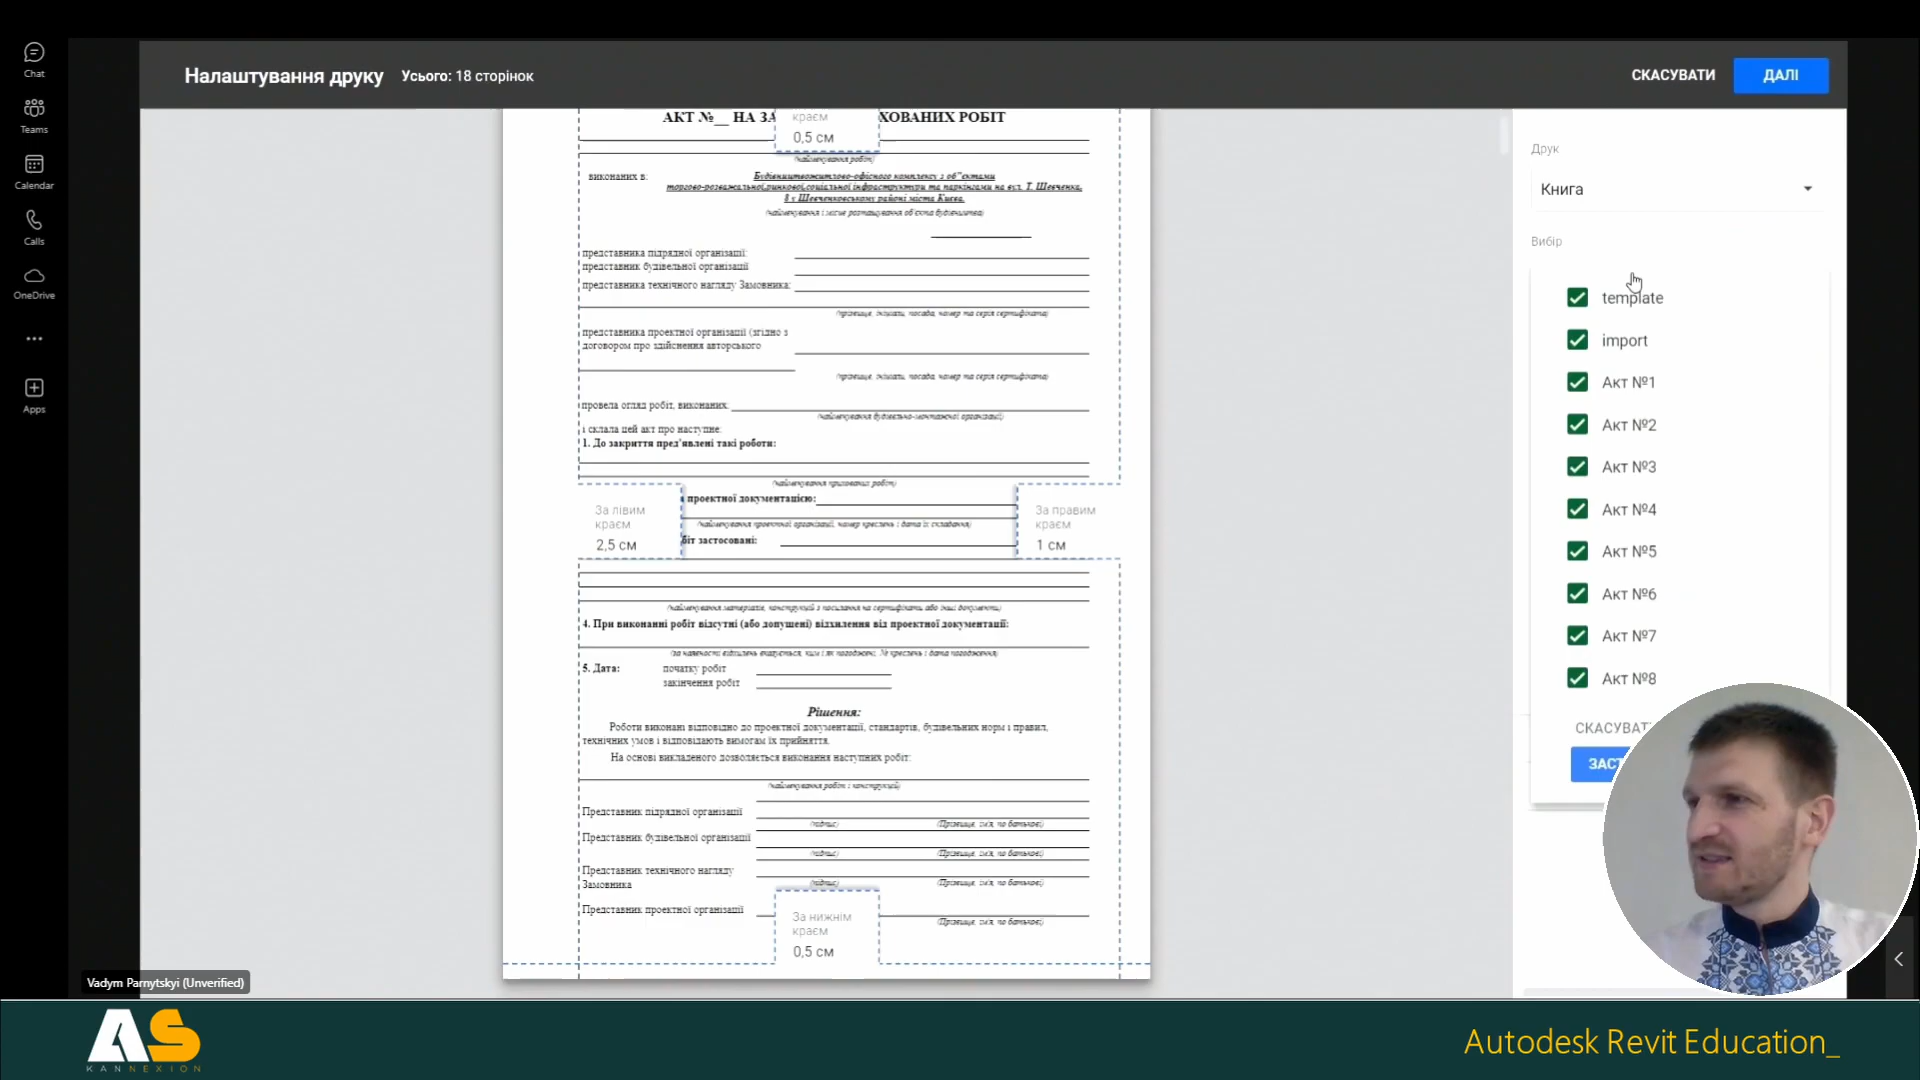 Chat
Teams
Calendar
Calls
OneDrive
Apps
Налаштування друку
Усього: 18 сторінок
СКАСУВАТИ
ДАЛІ
АКТ №__ НА ЗА
ХОВАНИХ РОБІТ
краєм
0,5 см
(найменування робіт)
виконаних в:
Будівництвожитлово-офісного комплексу з об"єктами
торгово-розважальної,ринкової,соціальної інфраструктури та паркінгами на вул. Т. Шевченка,
8 у Шевченковському районі міста Києва.
(найменування і місце розташування об'єкта будівництва)
представника підрядної організації:
представник будівельної організації
представника технічного нагляду Замовника:
(прізвище, ініціали, посада, номер та серія сертифіката)
представника проектної організації (згідно з
договором про здійснення авторського
(прізвище, ініціали, посада, номер та серія сертифіката)
провела огляд робіт, виконаних:
(найменування будівельно-монтажної організації)
і склала цей акт про наступне:
1. До закриття пред'явлені такі роботи:
(найменування прихованих робіт)
проектної документацією:
(найменування проектної організації, номер креслень і дата їх складання)
біт застосовані:
За лівим
краєм
2,5 см
За правим
краєм
1 см
(найменування матеріалів, конструкцій з посилання на сертифікати або інші документи)
4. При виконанні робіт відсутні (або допущені) відхилення від проектної документації:
(за наявності відхилень вказується, ким і як погоджені, № креслень і дата погодження)
5. Дата:
початку робіт
закінчення робіт
Рішення:
Роботи виконані відповідно до проектної документації, стандартів, будівельних норм і правил,
технічних умов і відповідають вимогам їх прийняття.
На основі викладеного дозволяється виконання наступних робіт:
(найменування робіт і конструкцій)
Представник підрядної організації
(підпис)
(Прізвище, ім'я, по батькові)
Представник будівельної організації
(підпис)
(Прізвище, ім'я, по батькові)
Представник технічного нагляду
Замовника
(підпис)
(Прізвище, ім'я, по батькові)
Представник проектної організації
(Прізвище, ім'я, по батькові)
За нижнім
краєм
0,5 см
Друк
Книга
Вибір
template
import
Акт №1
Акт №2
Акт №3
Акт №4
Акт №5
Акт №6
Акт №7
Акт №8
СКАСУВАТ
ЗАСТ
Vadym Parnytskyi (Unverified)
AS
KANNEXION
Autodesk Revit Education_